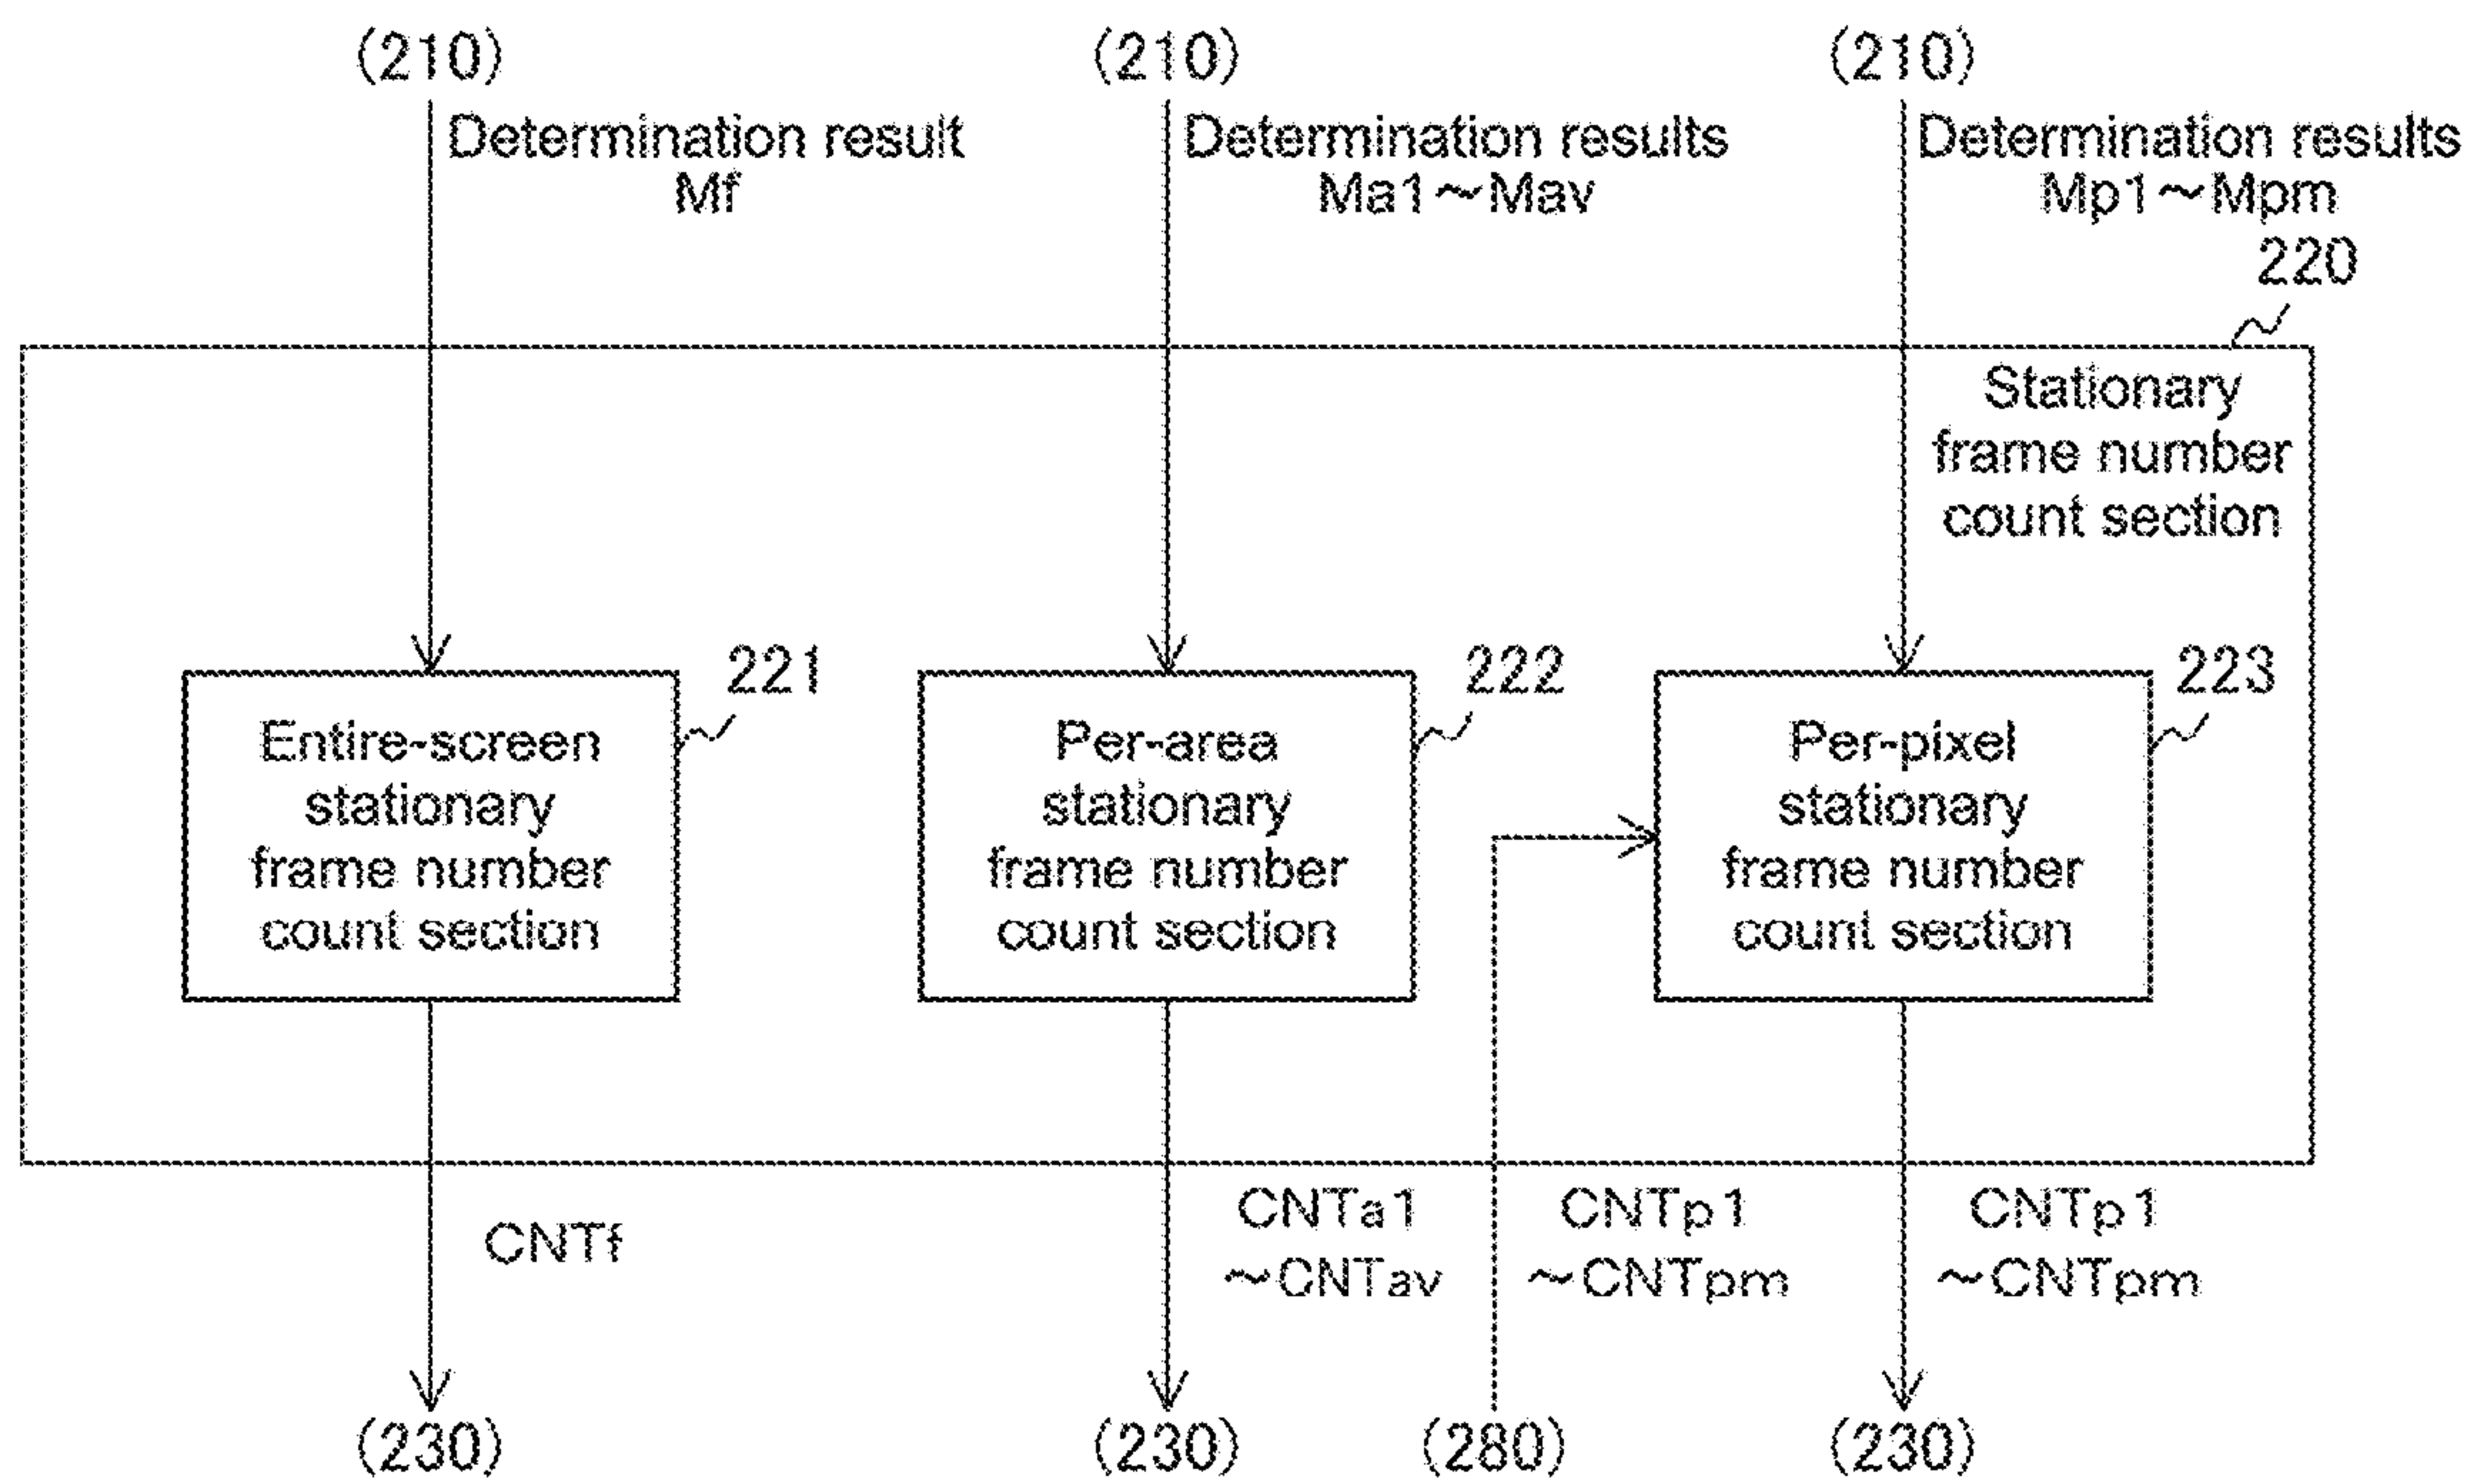 (210) (210) (210)
Determination result
Mf
Determination results
Ma1～Mav
Determination results
Mp1～Mpm
220
Stationary
frame number
count section
221
Entire-screen
stationary
frame number
count section
222
Per-area
stationary
frame number
count section
223
Per-pixel
stationary
frame number
count section
CNTf
CNTa1
～CNTav
CNTp1
～CNTpm
CNTp1
～CNTpm
(230) (230) (280) (230)